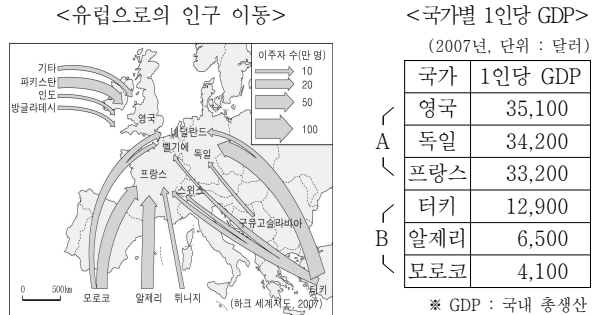 <유럽으로의 인구 이동>
이주자 수(만 명)
10
20
50
100
기타
파키스탄
인도
방글라데시
영국
네덜란드
벨기에
독일
프랑스
스위스
구유고슬라비아
0 500km
모로코 알제리 튀니지 터키
(하크 세계지도, 2007)
<국가별 1인당 GDP>
(2007년, 단위 : 달러)
국가 1인당 GDP
A
영국 35,100
독일 34,200
프랑스 33,200
B
터키 12,900
알제리 6,500
모로코 4,100
※ GDP : 국내 총생산